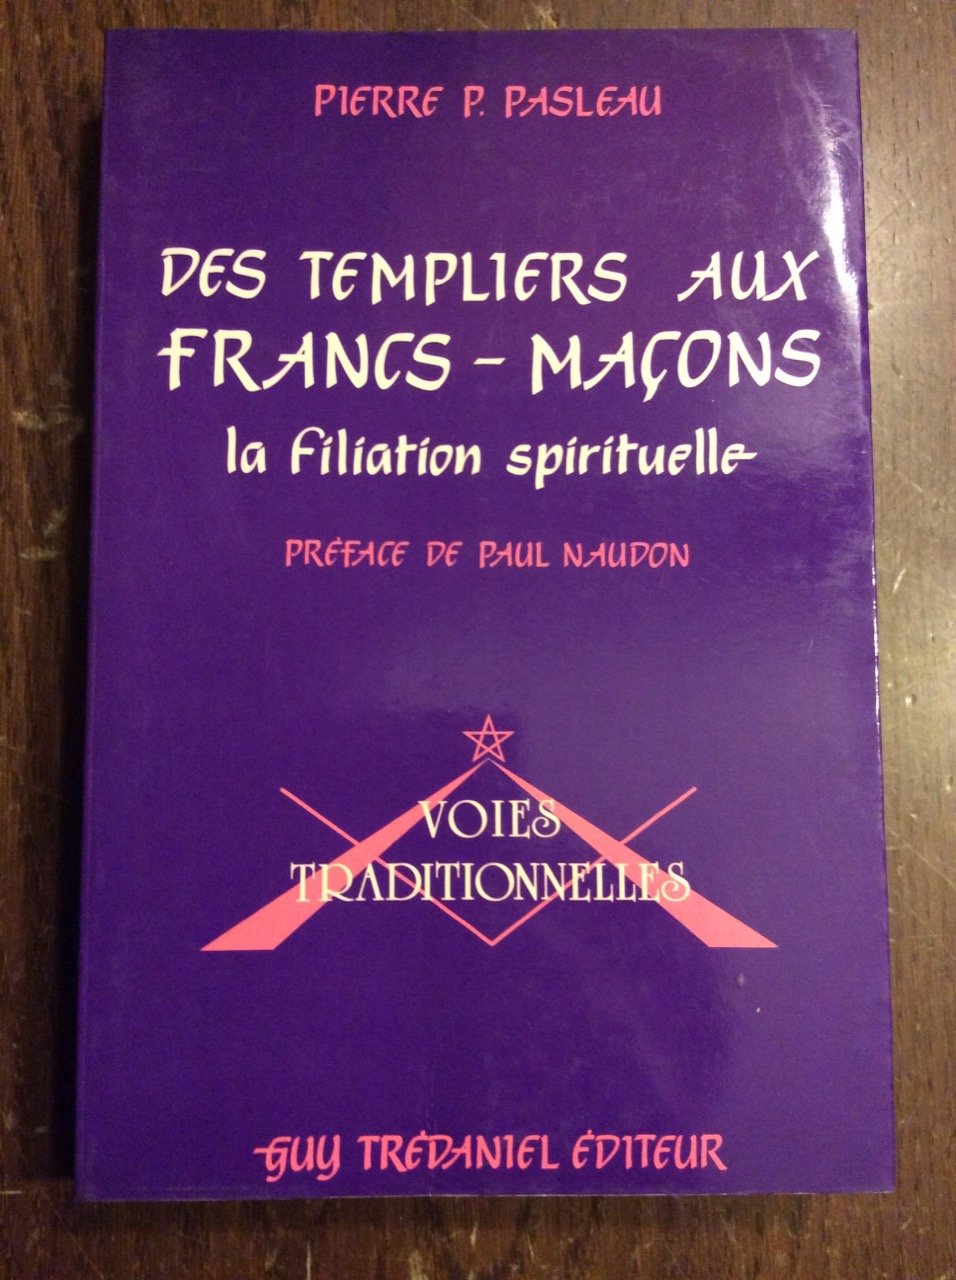 PIERRE P. PASLEAU
DES TEMPLIERS AUX
FRANCS - MAÇONS
la filiation spirituelle
PRÉFACE DE PAUL NAUDON
VOIES
TRADITIONNELLES
GUY TRÉDANIEL ÉDITEUR